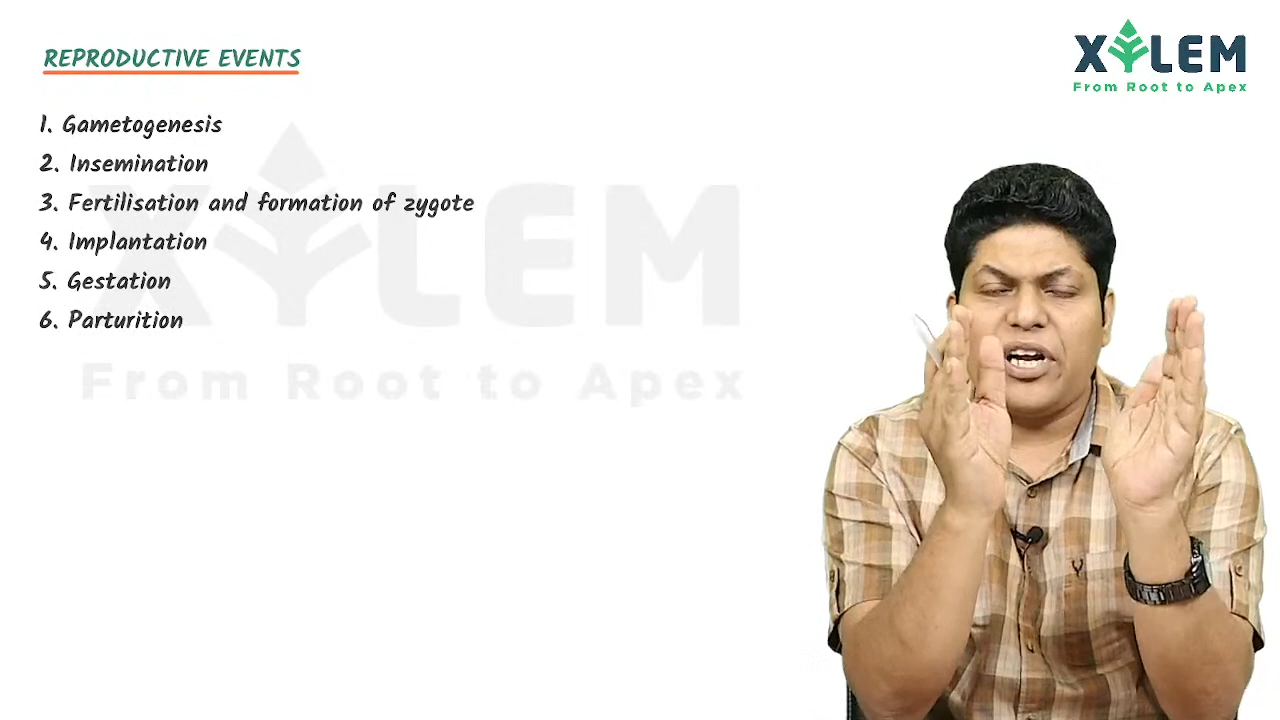 REPRODUCTIVE EVENTS
XYLEM
From Root to Apex
1. Gametogenesis
2. Insemination
3. Fertilisation and formation of zygote
4. Implantation
5. Gestation
6. Parturition
XYLEM
From Root to Apex